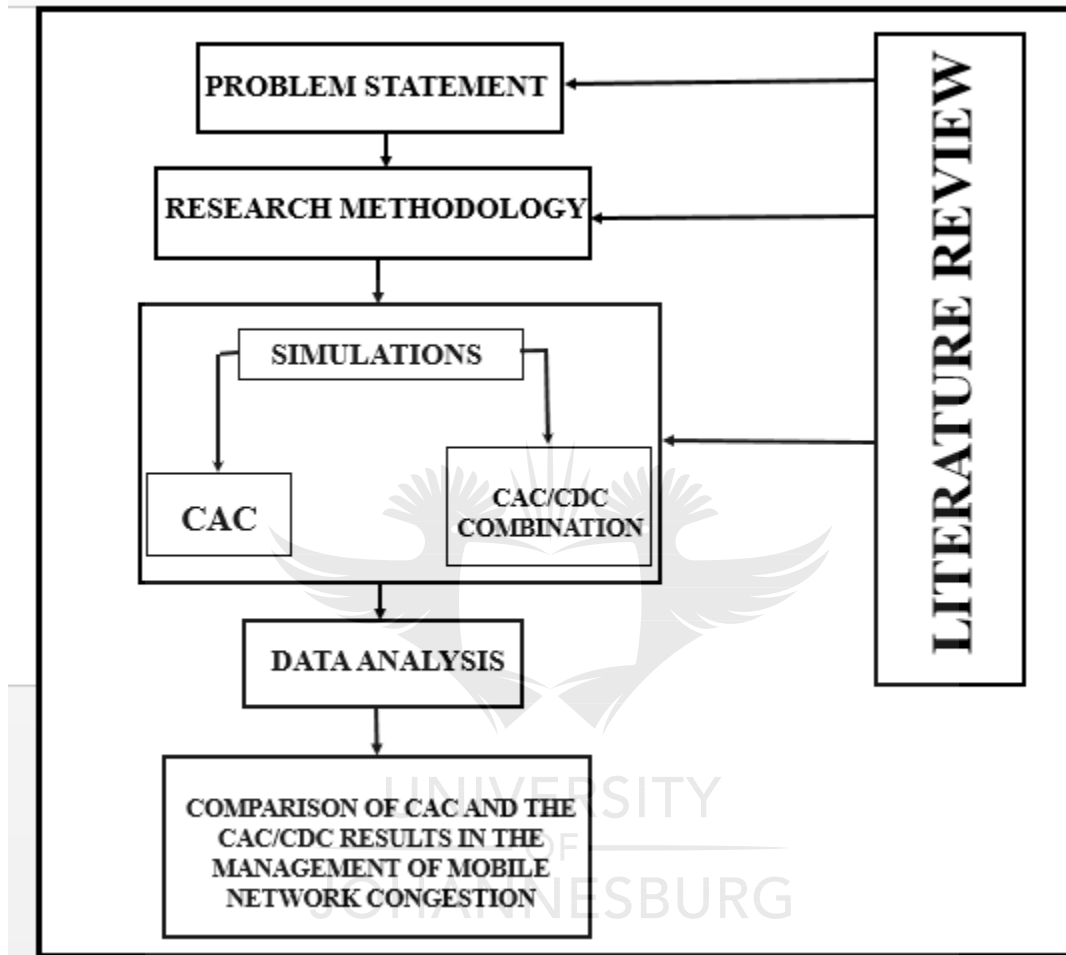 PROBLEM STATEMENT
RESEARCH METHODOLOGY
SIMULATIONS
CAC
CAC/CDC
COMBINATION
DATA ANALYSIS
COMPARISON OF CAC AND THE
CAC/CDC RESULTS IN THE
MANAGEMENT OF MOBILE
NETWORK CONGESTION
LITERATURE REVIEW
UNIVERSITY
OF
JOHANNESBURG